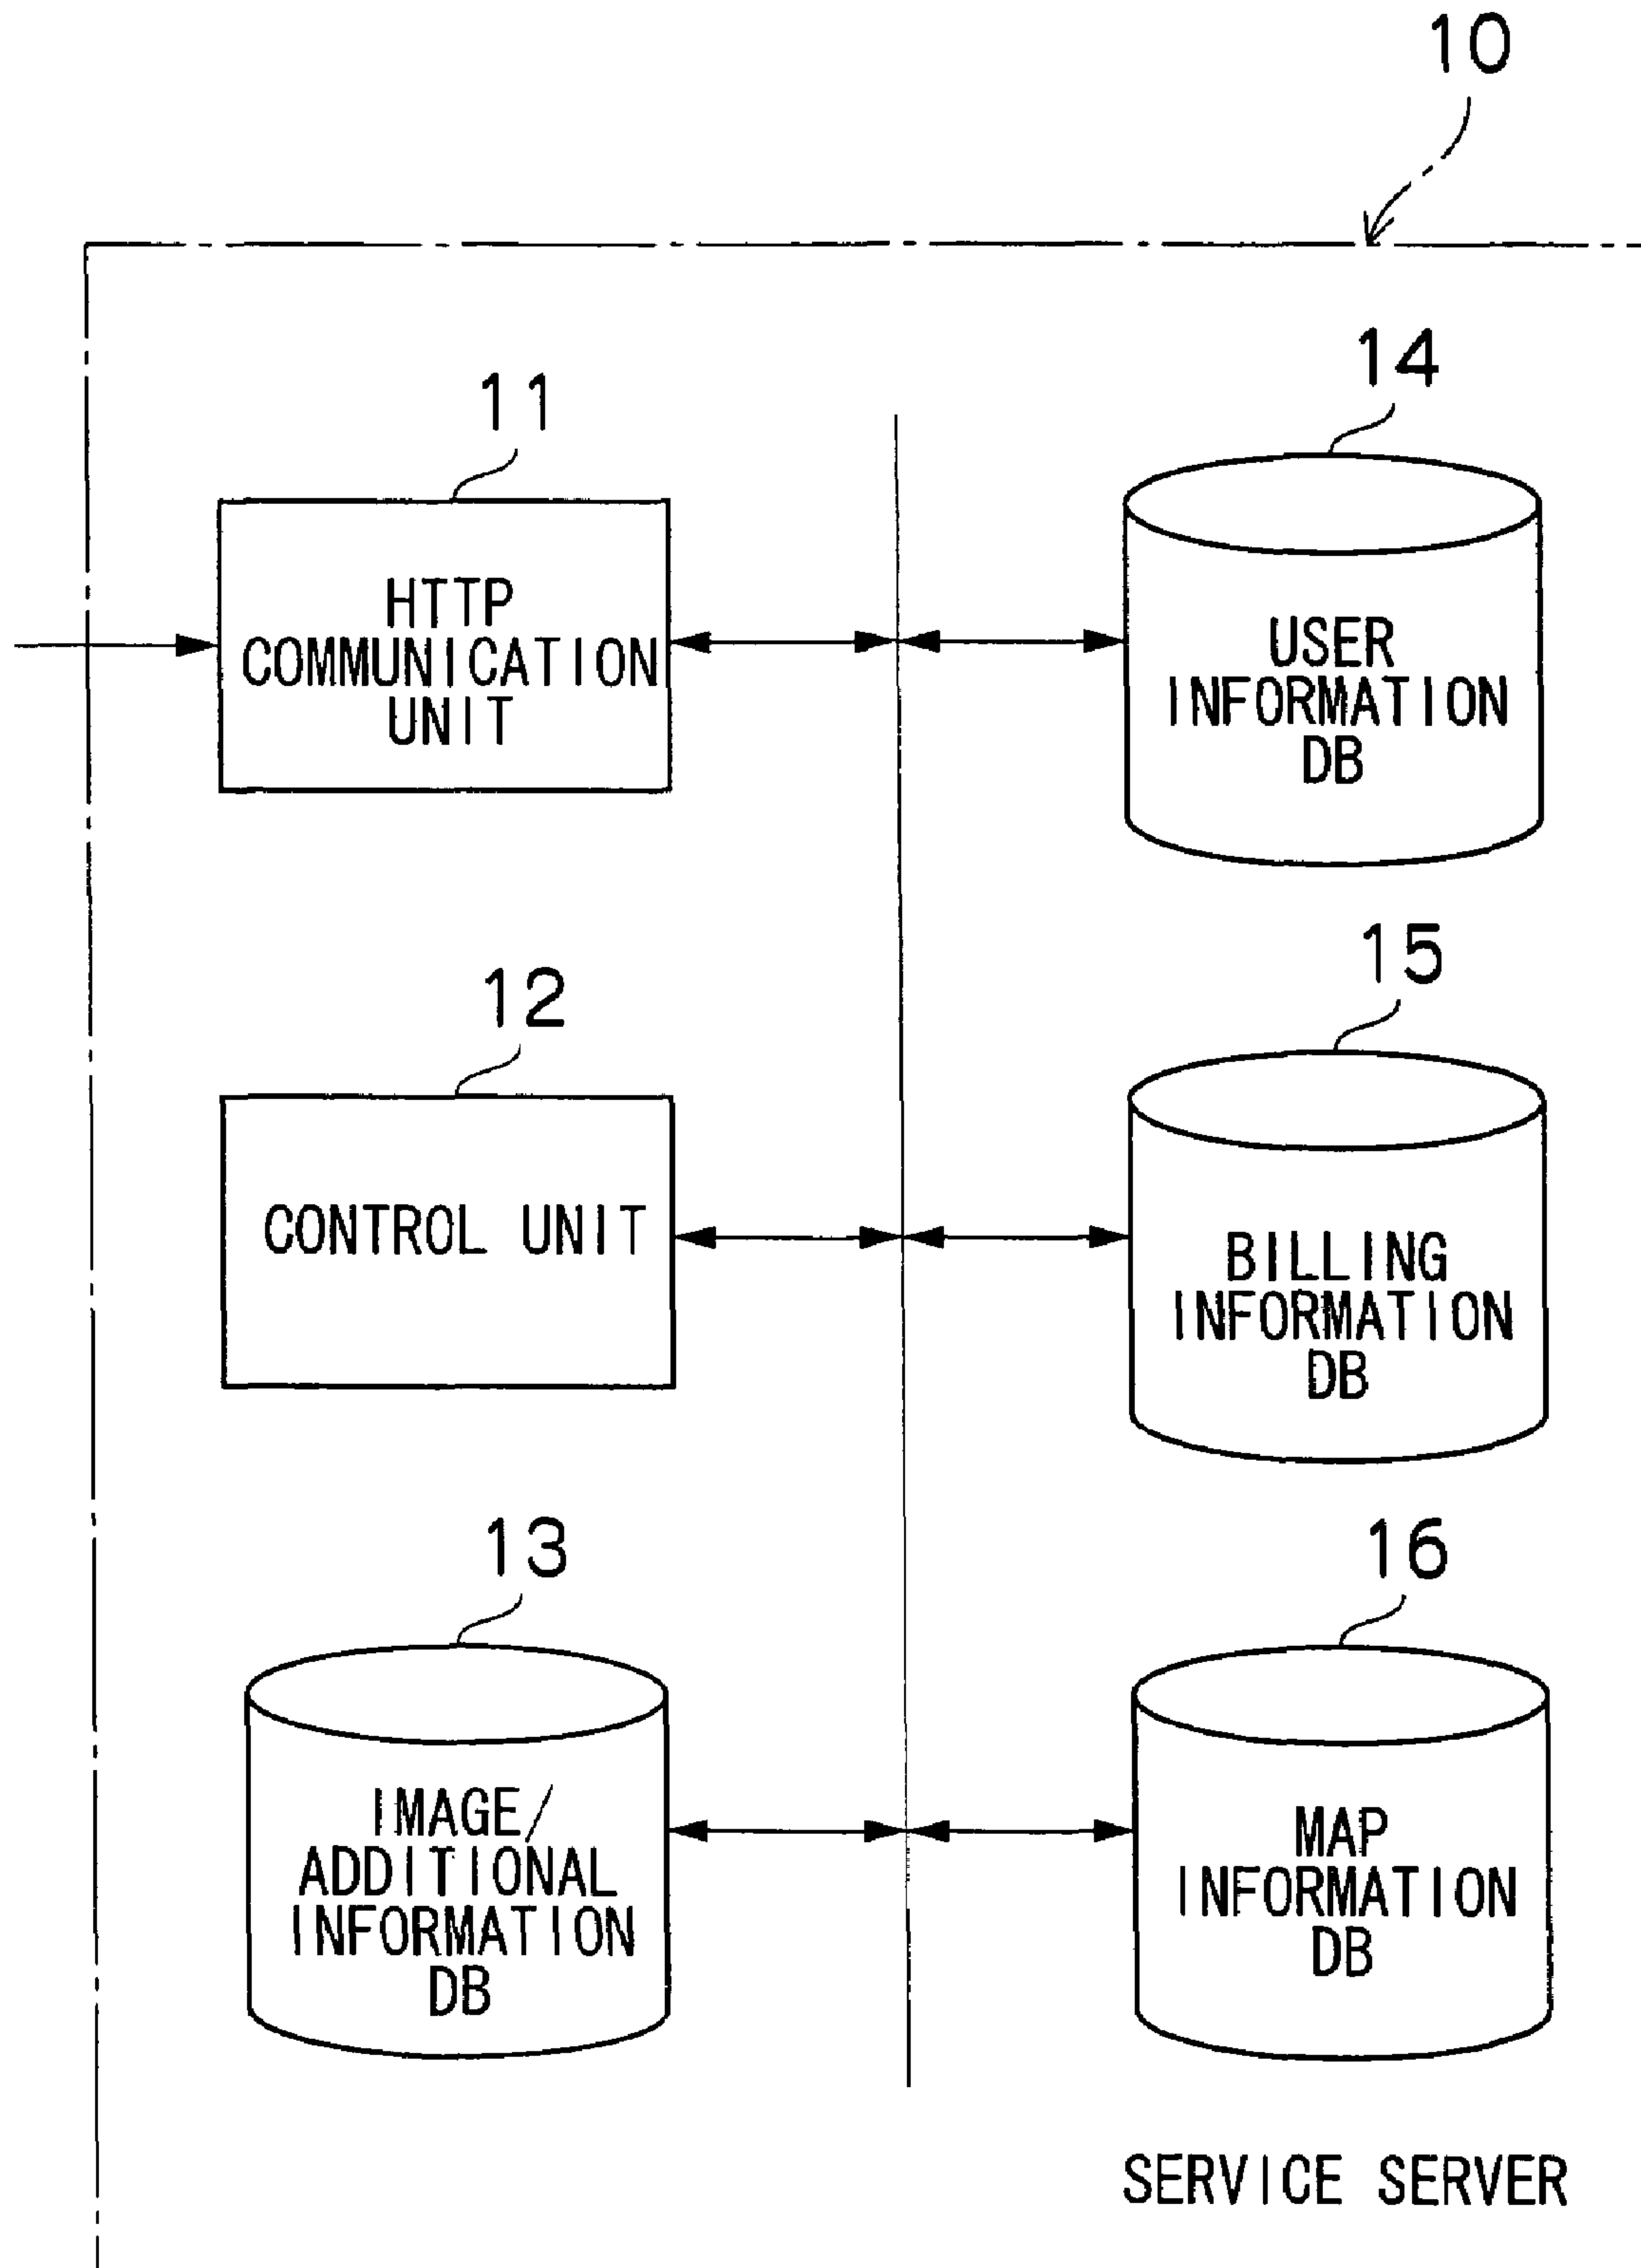 10
11
HTTP
COMMUNICATION
UNIT
14
USER
INFORMATION
DB
12
CONTROL UNIT
15
BILLING
INFORMATION
DB
13
IMAGE/
ADDITIONAL
INFORMATION
DB
16
MAP
INFORMATION
DB
SERVICE SERVER